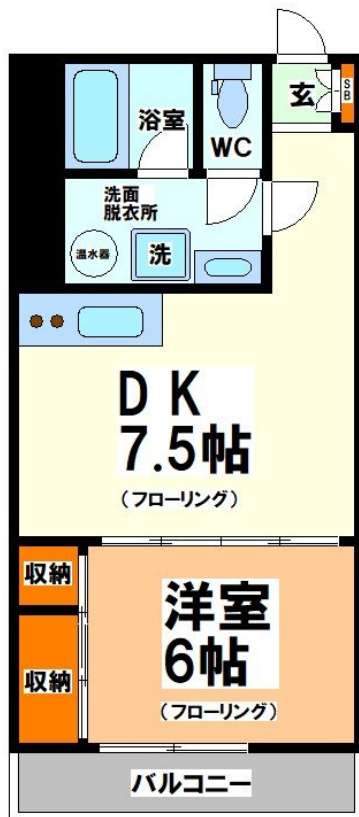 玄
SB
浴室
WC
洗面
脱衣所
温水器
洗
DK
7.5帖
(フローリング)
収納
洋室
6帖
収納
(フローリング)
バルコニー